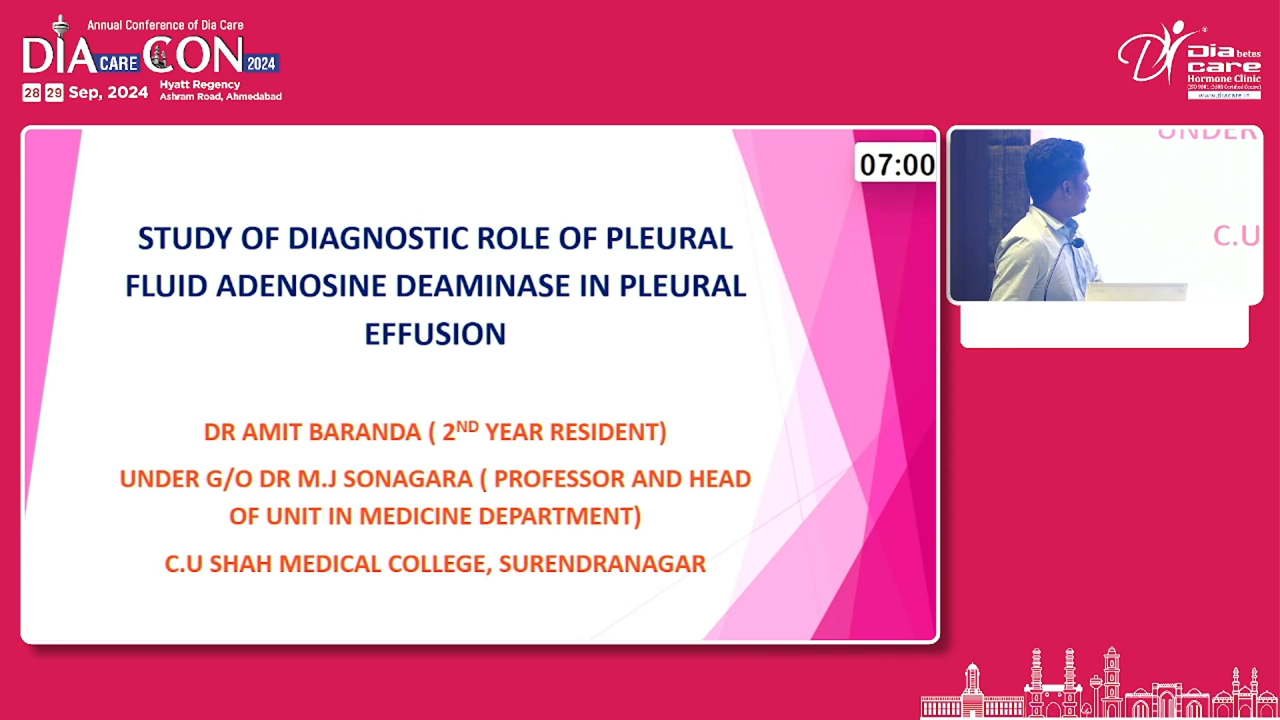 Annual Conference of Dia Care
DIA CARE CON 2024
28 29 Sep, 2024
Hyatt Regency
Ashram Road, Ahmedabad
Dia betes
care
Hormone Clinic
www.diacare.in
07:00
STUDY OF DIAGNOSTIC ROLE OF PLEURAL
FLUID ADENOSINE DEAMINASE IN PLEURAL
EFFUSION
DR AMIT BARANDA ( 2ND YEAR RESIDENT)
UNDER G/O DR M.J SONAGARA ( PROFESSOR AND HEAD
OF UNIT IN MEDICINE DEPARTMENT)
C.U SHAH MEDICAL COLLEGE, SURENDRANAGAR
UNDER
C.U